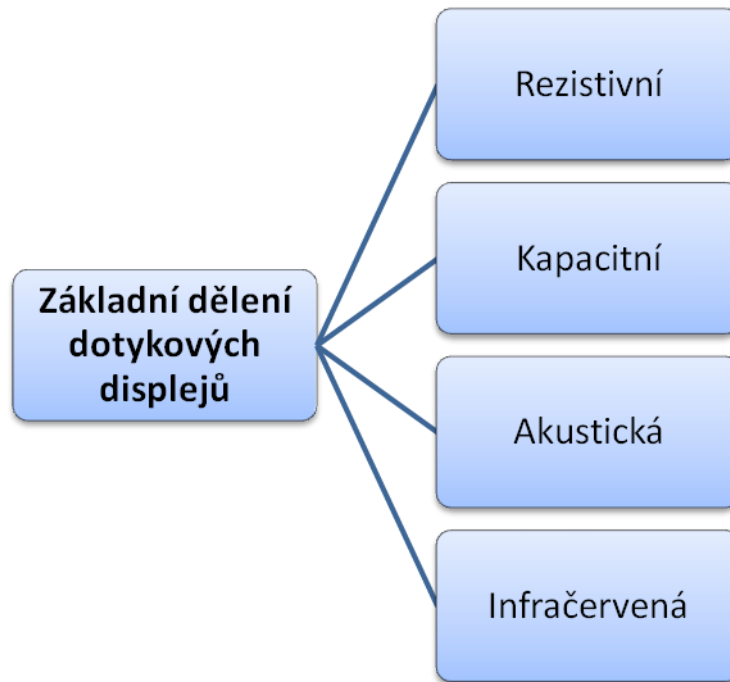 Základní dělení
dotykových
displejů
Rezistivní
Kapacitní
Akustická
Infračervená